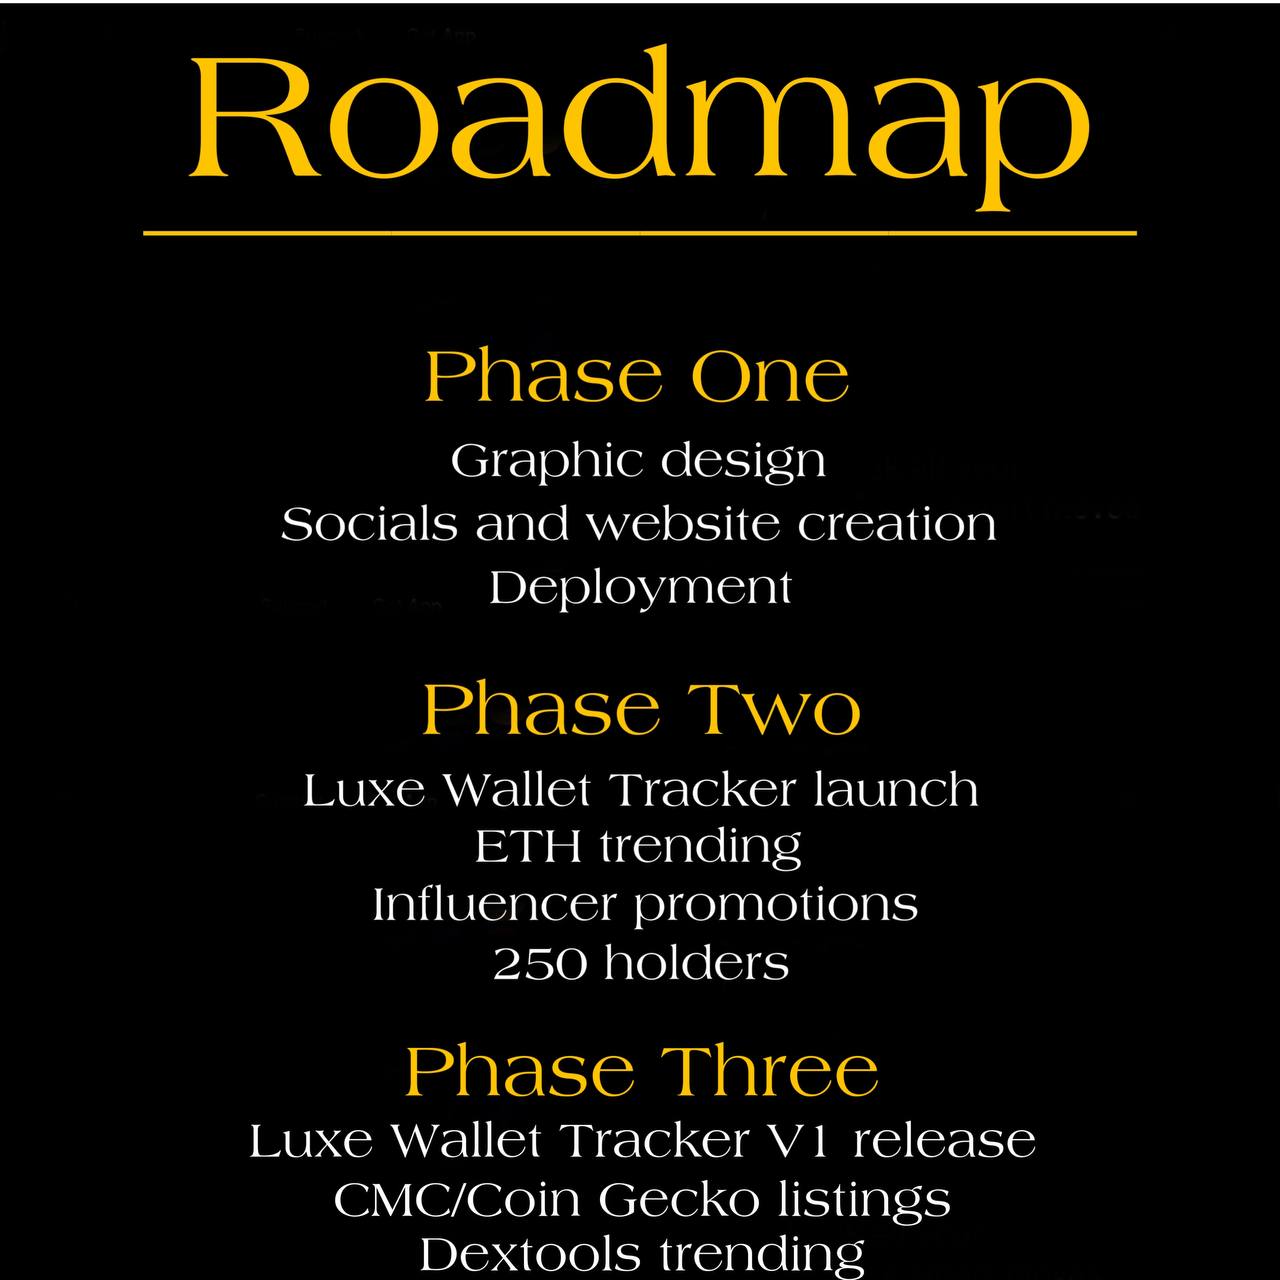 Roadmap
Phase One
Graphic design
Socials and website creation
Deployment
Phase Two
Luxe Wallet Tracker launch
ETH trending
Influencer promotions
250 holders
Phase Three
Luxe Wallet Tracker V1 release
CMC/Coin Gecko listings
Dextools trending